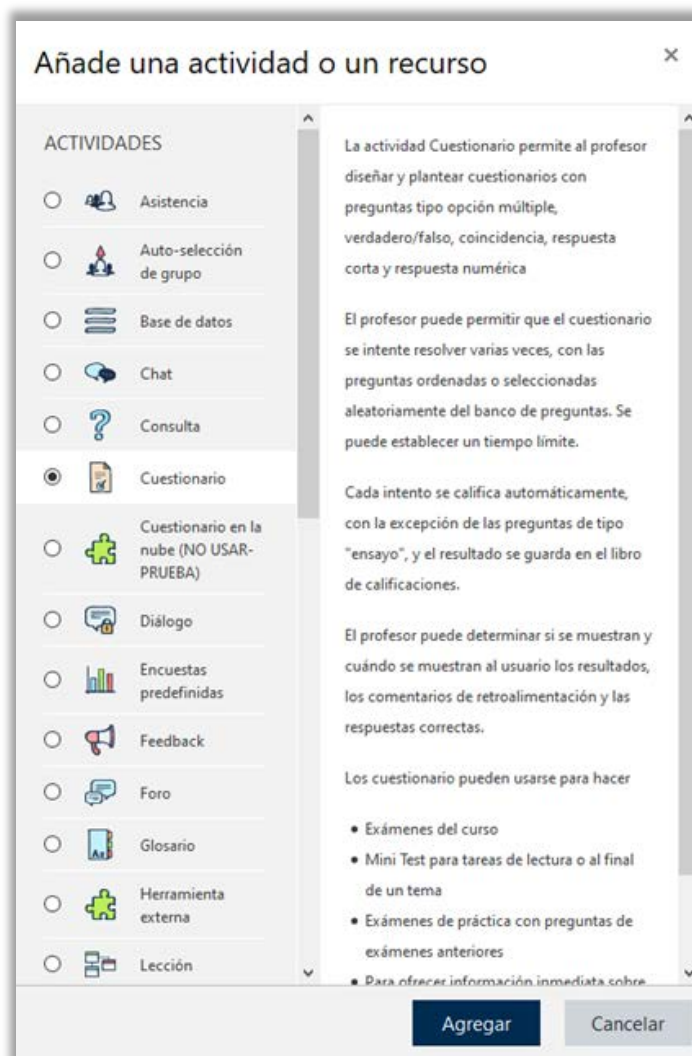 Añade una actividad o un recurso
×
ACTIVIDADES
Asistencia
Auto-selección
de grupo
Base de datos
Chat
Consulta
Cuestionario
Cuestionario en la
nube (NO USAR-
PRUEBA)
Diálogo
Encuestas
predefinidas
Feedback
Foro
Glosario
Herramienta
externa
Lección
La actividad Cuestionario permite al profesor
diseñar y plantear cuestionarios con
preguntas tipo opción múltiple,
verdadero/falso, coincidencia, respuesta
corta y respuesta numérica
El profesor puede permitir que el cuestionario
se intente resolver varias veces, con las
preguntas ordenadas o seleccionadas
aleatoriamente del banco de preguntas. Se
puede establecer un tiempo límite.
Cada intento se califica automáticamente,
con la excepción de las preguntas de tipo
"ensayo", y el resultado se guarda en el libro
de calificaciones.
El profesor puede determinar si se muestran y
cuándo se muestran al usuario los resultados,
los comentarios de retroalimentación y las
respuestas correctas.
Los cuestionario pueden usarse para hacer
• Exámenes del curso
• Mini Test para tareas de lectura o al final
de un tema
• Exámenes de práctica con preguntas de
exámenes anteriores
• Para ofrecer información inmediata sobre
Agregar
Cancelar